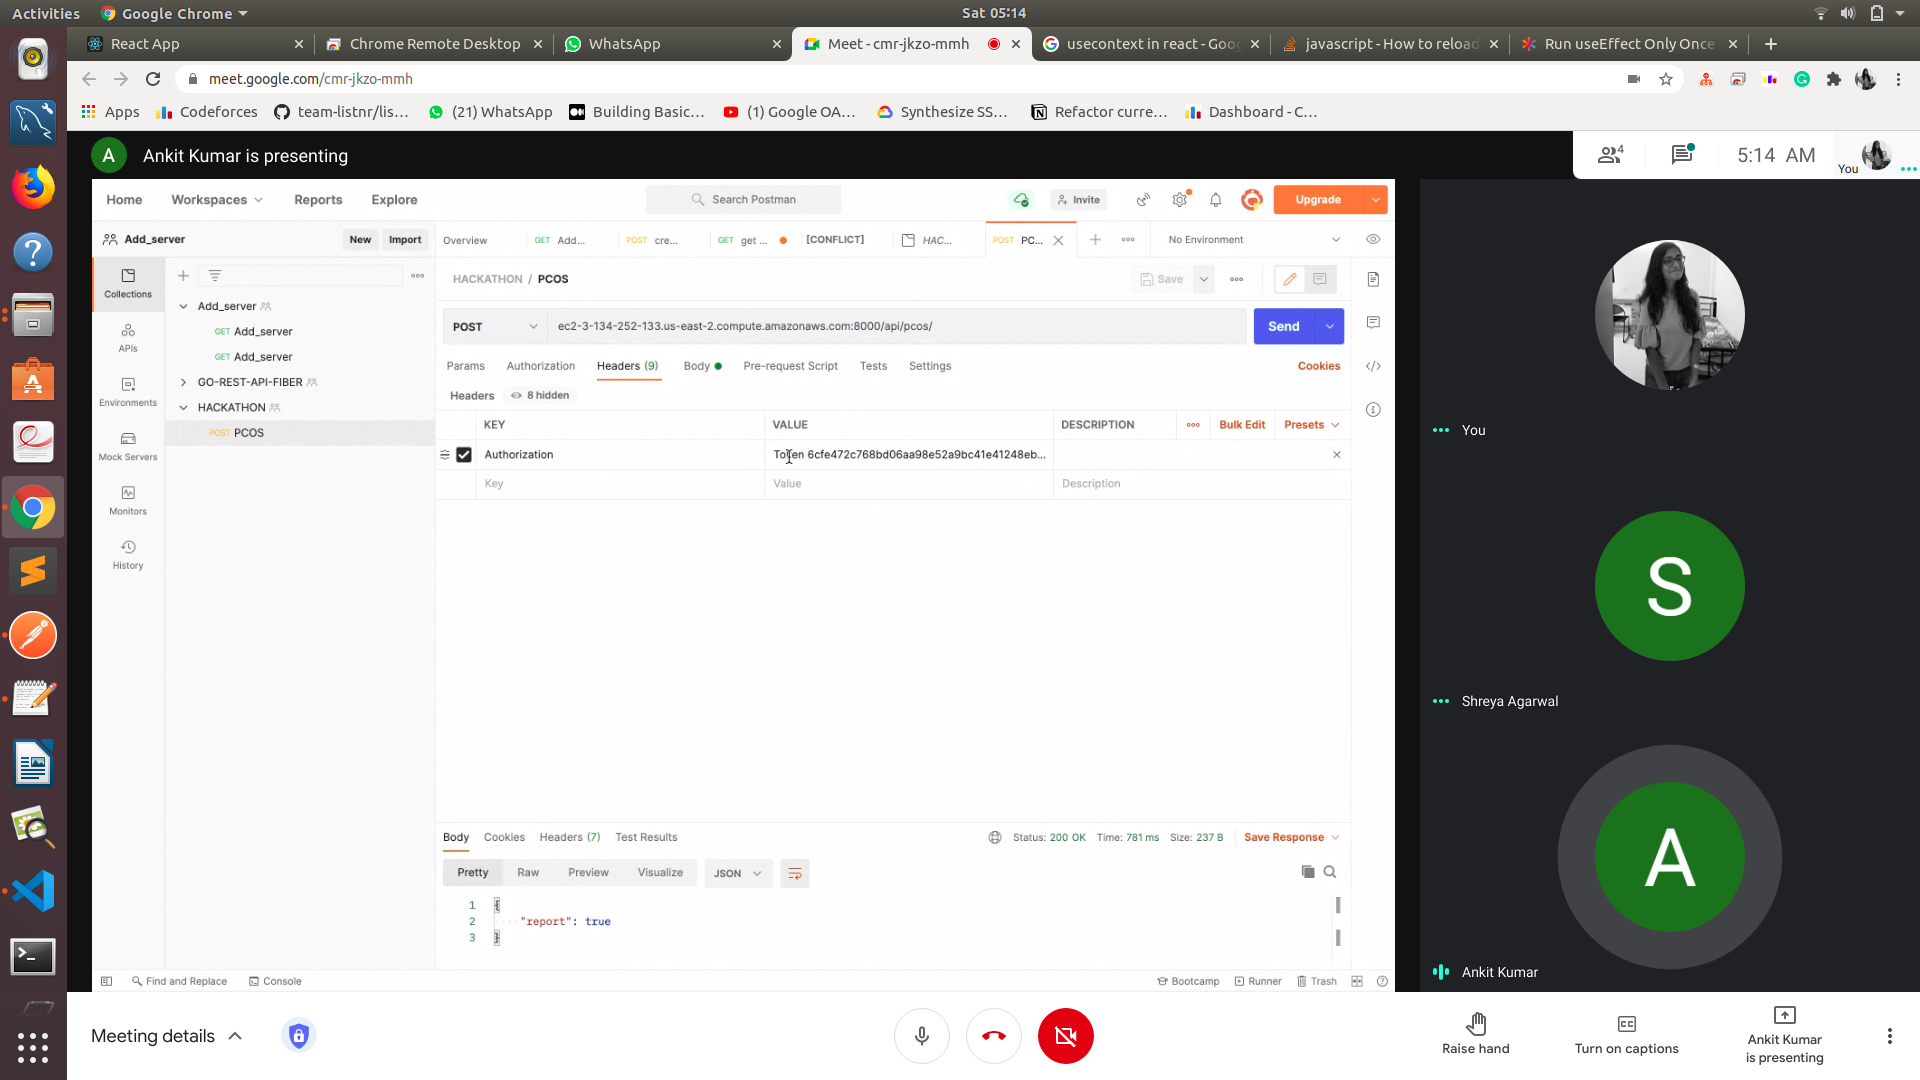 Activities
Google Chrome
Sat 05:14
React App
Chrome Remote Desktop
WhatsApp
Meet - cmr-jkzo-mmh
usecontext in react - Goog
javascript - How to reload
Run useEffect Only Once
meet.google.com/cmr-jkzo-mmh
Apps
Codeforces
team-listnr/lis...
(21) WhatsApp
Building Basic...
(1) Google OA...
Synthesize SS...
Refactor curre...
Dashboard - C...
A
Ankit Kumar is presenting
4
5:14 AM
You
Home
Workspaces
Reports
Explore
Search Postman
Invite
Upgrade
Add_server
New
Import
Overview
GET Add...
POST cre...
GET get ...
[CONFLICT]
HAC...
POST PC...
No Environment
Collections
APIs
Environments
Mock Servers
Monitors
History
Add_server
GET Add_server
GET Add_server
GO-REST-API-FIBER
HACKATHON
POST PCOS
HACKATHON / PCOS
Save
POST
ec2-3-134-252-133.us-east-2.compute.amazonaws.com:8000/api/pcos/
Send
Params
Authorization
Headers (9)
Body
Pre-request Script
Tests
Settings
Cookies
Headers
8 hidden
KEY
VALUE
DESCRIPTION
Bulk Edit
Presets
Authorization
Token 6cfe472c768bd06aa98e52a9bc41e41248eb...
Key
Value
Description
Body
Cookies
Headers (7)
Test Results
Status: 200 OK
Time: 781 ms
Size: 237 B
Save Response
Pretty
Raw
Preview
Visualize
JSON
1 {
2 "report": true
3 }
Find and Replace
Console
Bootcamp
Runner
Trash
You
S
Shreya Agarwal
A
Ankit Kumar
Meeting details
Raise hand
Turn on captions
Ankit Kumar
is presenting